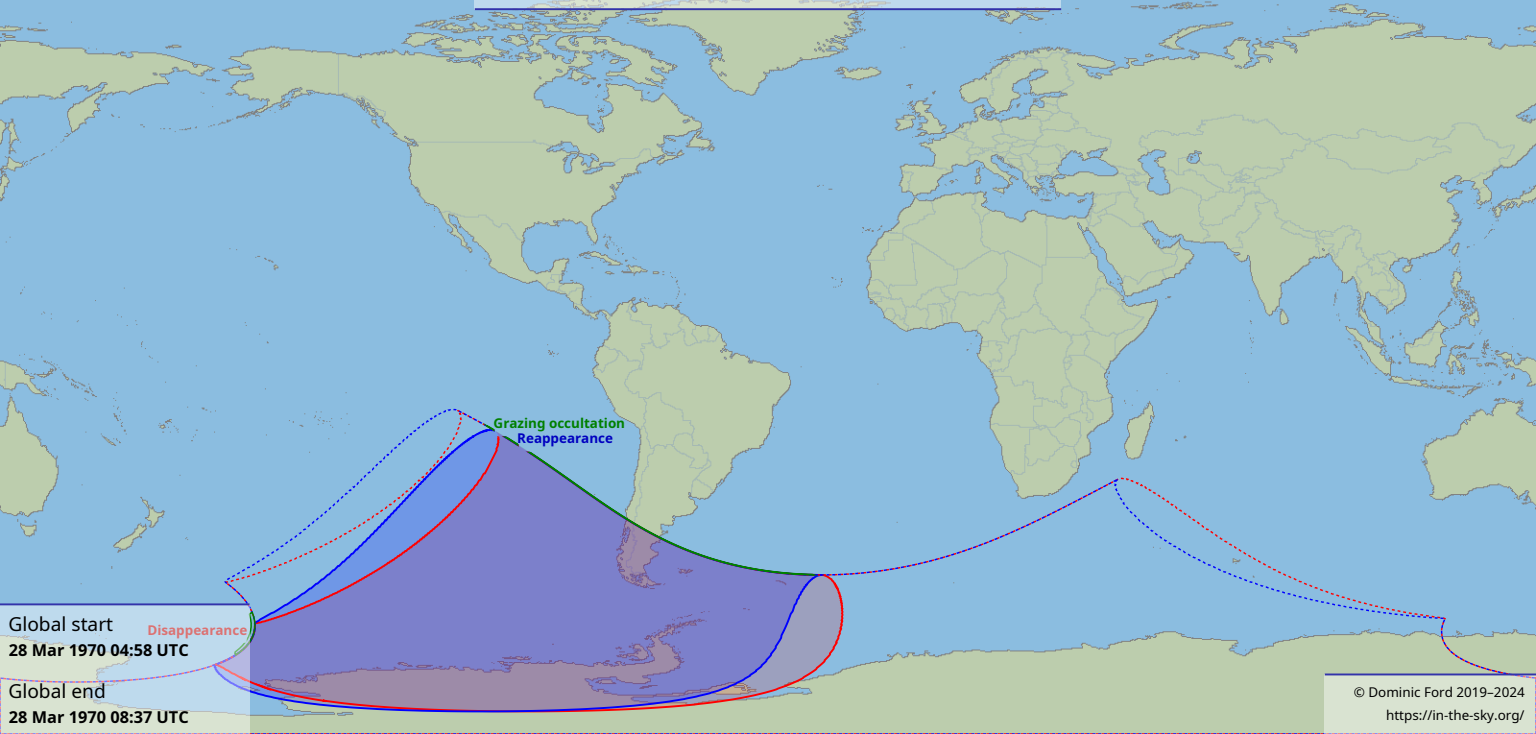 Grazing occultation
Reappearance
Global start
Disappearance
28 Mar 1970 04:58 UTC
Global end
28 Mar 1970 08:37 UTC
© Dominic Ford 2019–2024
https://in-the-sky.org/